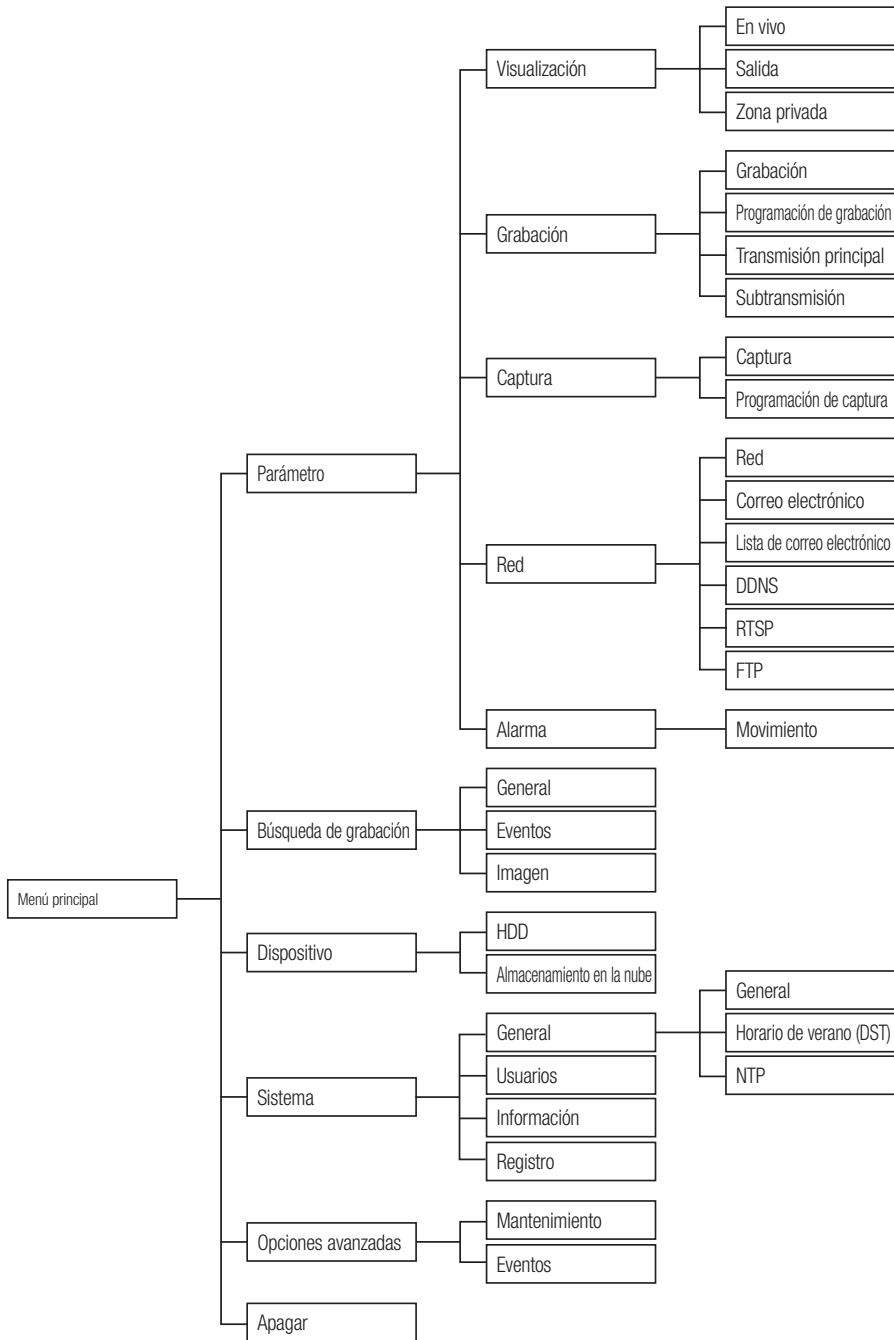 En vivo
Visualización
Salida
Zona privada
Grabación
Programación de grabación
Grabación
Transmisión principal
Subtransmisión
Captura
Captura
Programación de captura
Parámetro
Red
Correo electrónico
Lista de correo electrónico
Red
DDNS
RTSP
FTP
Alarma
Movimiento
General
Búsqueda de grabación
Eventos
Imagen
Menú principal
HDD
Dispositivo
Almacenamiento en la nube
General
General
Horario de verano (DST)
NTP
Usuarios
Sistema
Información
Registro
Mantenimiento
Opciones avanzadas
Eventos
Apagar